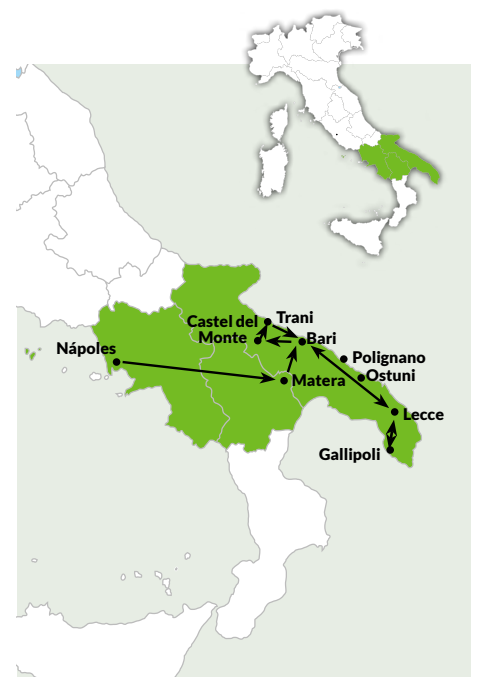 Trani
Castel del
Monte
Bari
Nápoles
Polignano
Ostuni
Matera
Lecce
Gallipoli